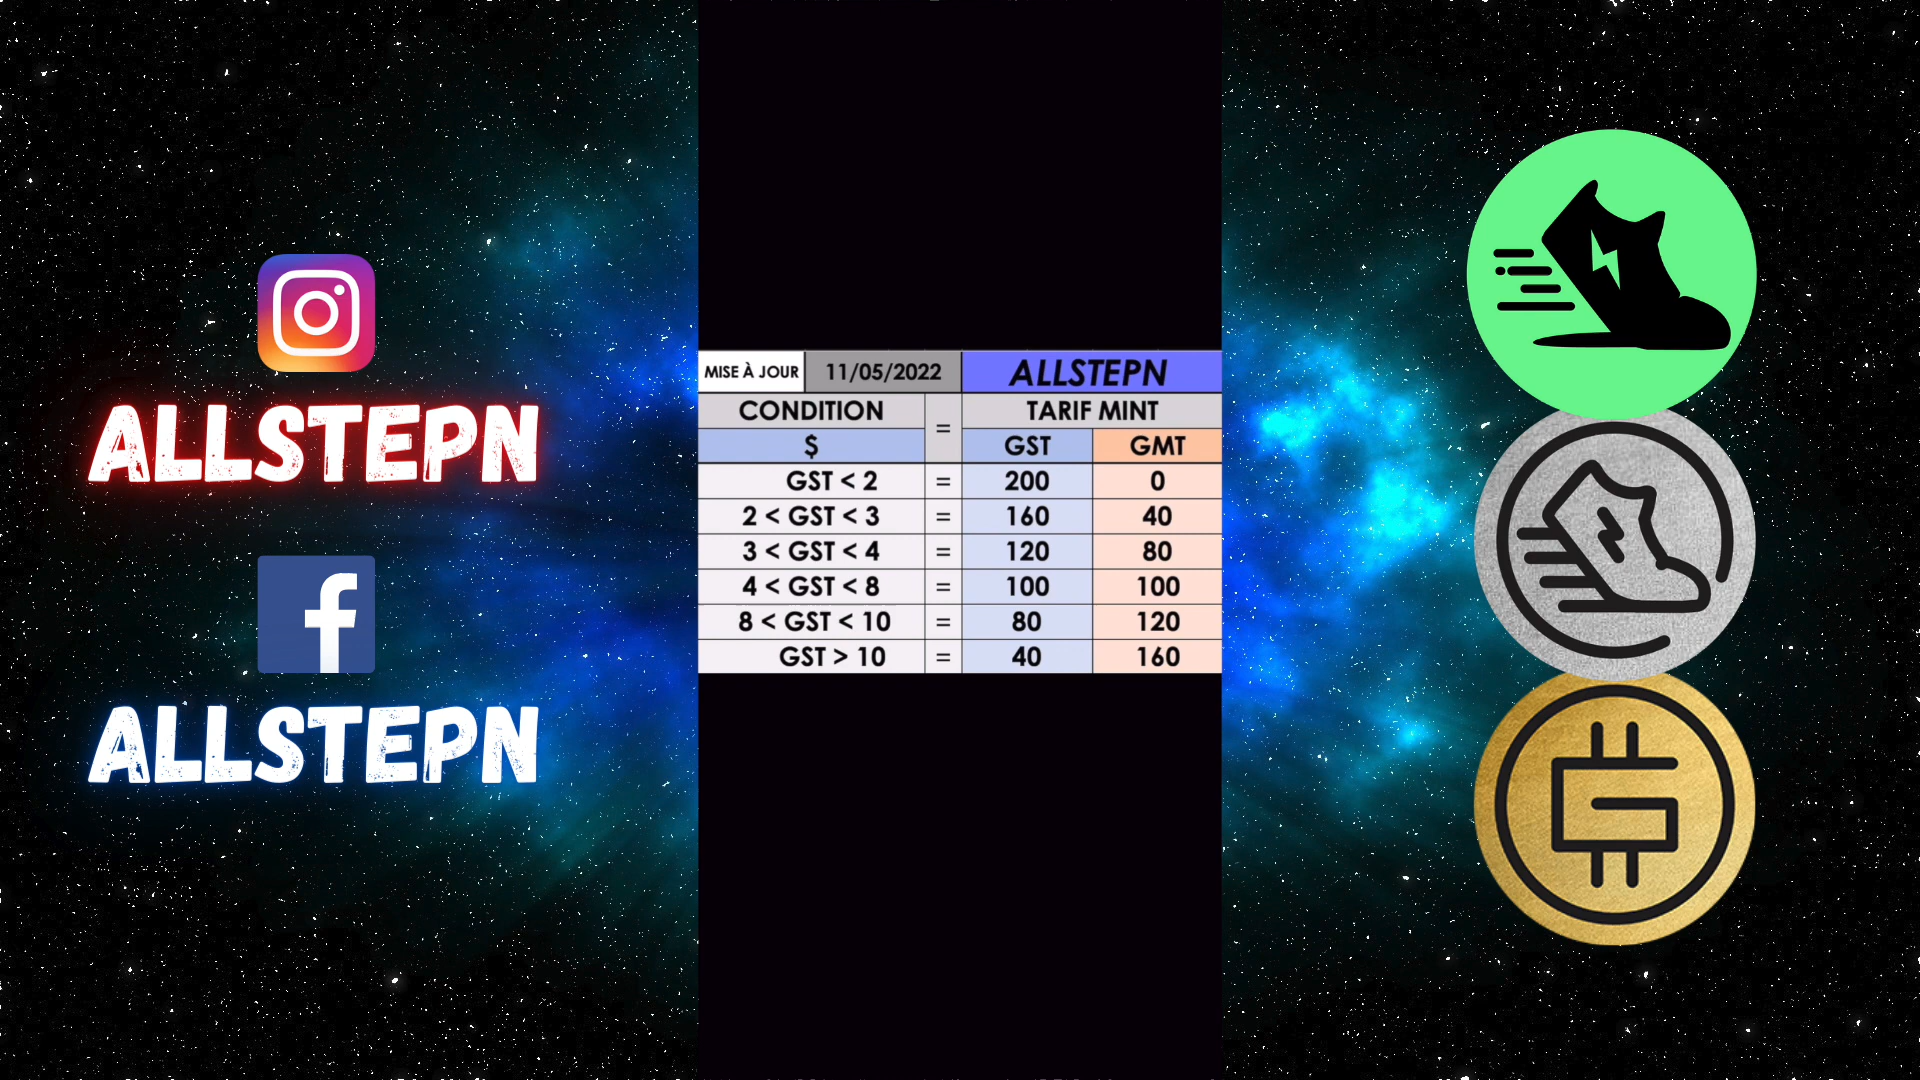 ALLSTEPN
ALLSTEPN
MISE À JOUR 11/05/2022 ALLSTEPN
CONDITION = TARIF MINT
$ GST GMT
GST < 2 = 200 0
2 < GST < 3 = 160 40
3 < GST < 4 = 120 80
4 < GST < 8 = 100 100
8 < GST < 10 = 80 120
GST > 10 = 40 160